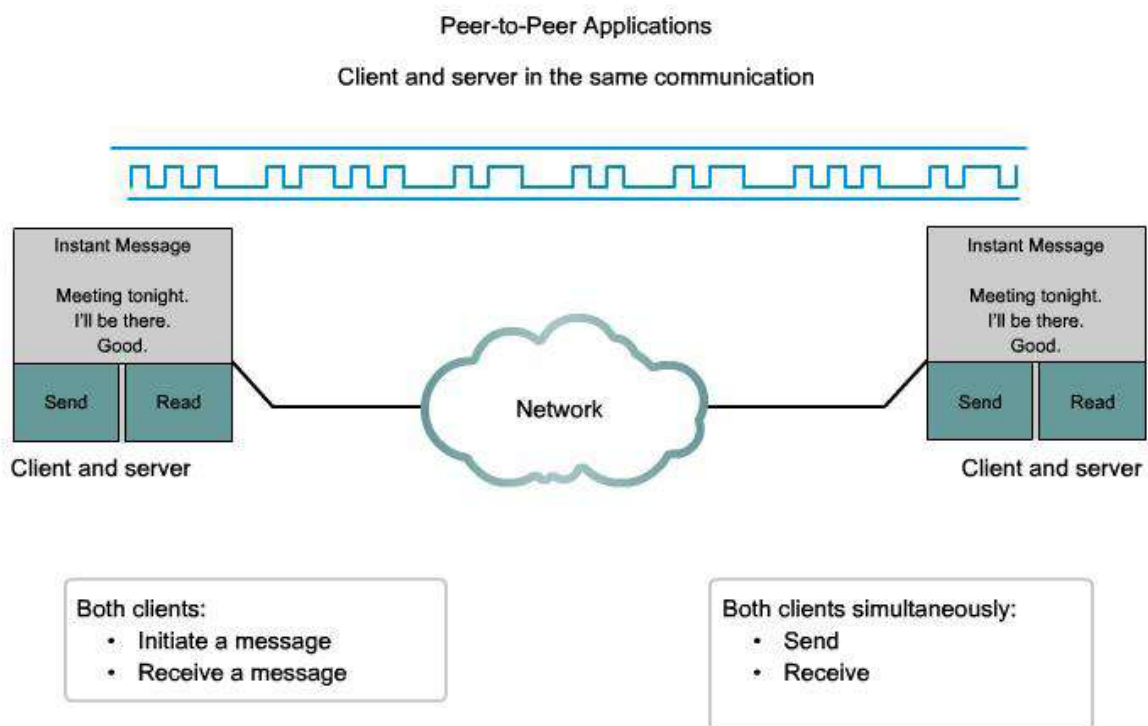 Peer-to-Peer Applications
Client and server in the same communication
Instant Message
Meeting tonight.
I'll be there.
Good.
Send
Read
Client and server
Network
Instant Message
Meeting tonight.
I'll be there.
Good.
Send
Read
Client and server
Both clients:
• Initiate a message
• Receive a message
Both clients simultaneously:
• Send
• Receive